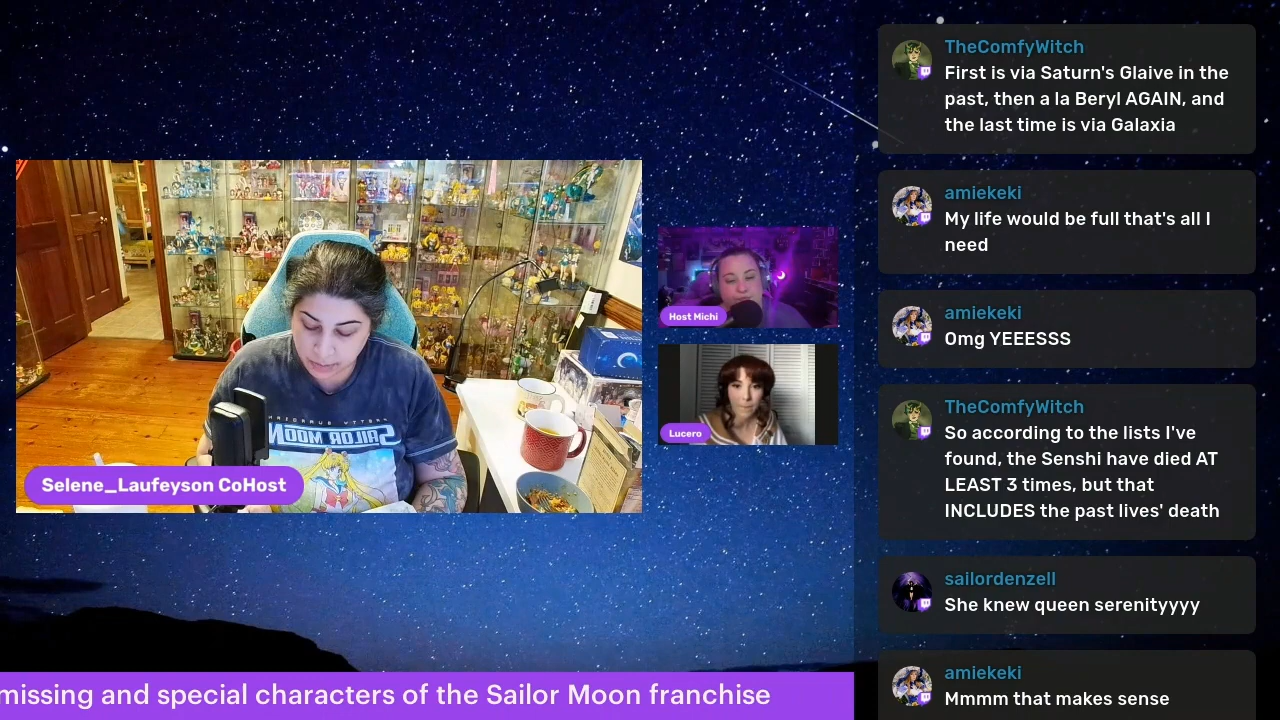 TheComfyWitch
First is via Saturn's Glaive in the
past, then a la Beryl AGAIN, and
the last time is via Galaxia
amiekeki
My life would be full that's all I
need
amiekeki
Omg YEEESSS
TheComfyWitch
So according to the lists I've
found, the Senshi have died AT
LEAST 3 times, but that
INCLUDES the past lives' death
sailordenzell
She knew queen serenityyyy
amiekeki
Mmmm that makes sense
SAILOR MOON
Selene_Laufeyson CoHost
Host Michi
Lucero
missing and special characters of the Sailor Moon franchise